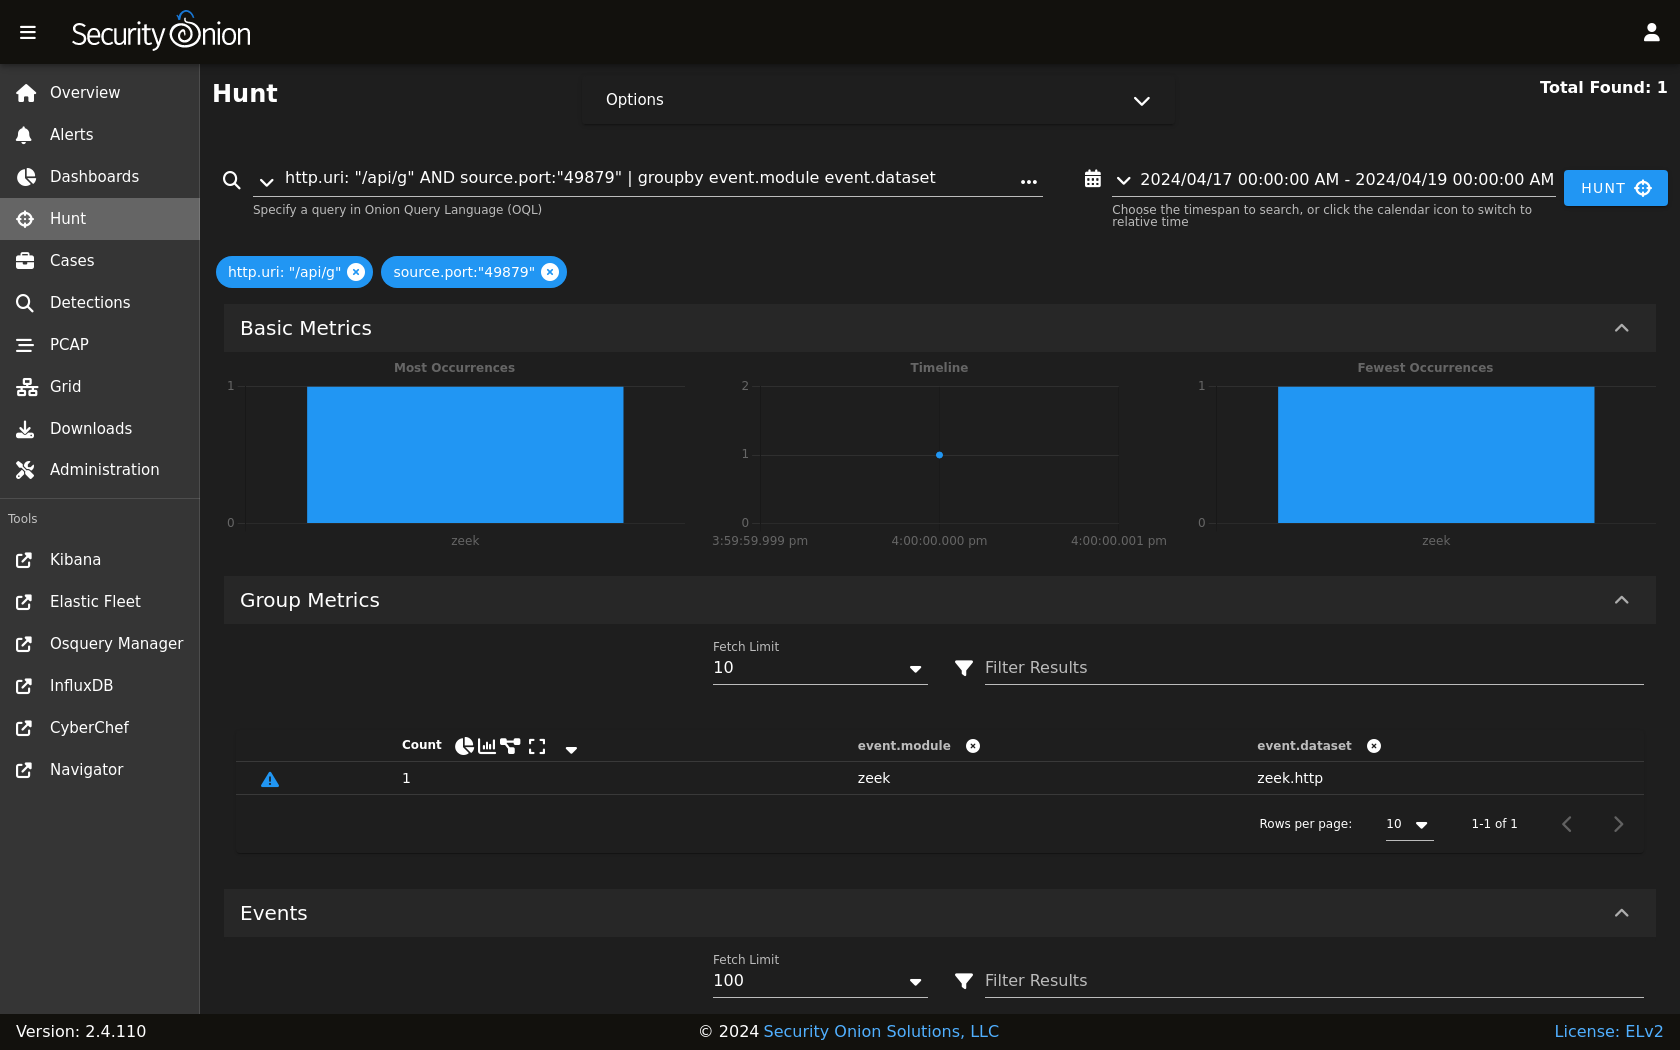 Security Onion
Overview
Alerts
Dashboards
Hunt
Cases
Detections
PCAP
Grid
Downloads
Administration
Tools
Kibana
Elastic Fleet
Osquery Manager
InfluxDB
CyberChef
Navigator
Hunt
Options
Total Found: 1
http.uri: "/api/g" AND source.port:"49879" | groupby event.module event.dataset
Specify a query in Onion Query Language (OQL)
2024/04/17 00:00:00 AM - 2024/04/19 00:00:00 AM
Choose the timespan to search, or click the calendar icon to switch to
relative time
HUNT
http.uri: "/api/g" source.port:"49879"
Basic Metrics
Most Occurrences
1
0
zeek
Timeline
2
1
0
3:59:59.999 pm 4:00:00.000 pm 4:00:00.001 pm
Fewest Occurrences
1
0
zeek
Group Metrics
Fetch Limit
10
Filter Results
Count event.module event.dataset
1 zeek zeek.http
Rows per page: 10 1-1 of 1
Events
Fetch Limit
100
Filter Results
Version: 2.4.110
© 2024 Security Onion Solutions, LLC
License: ELv2